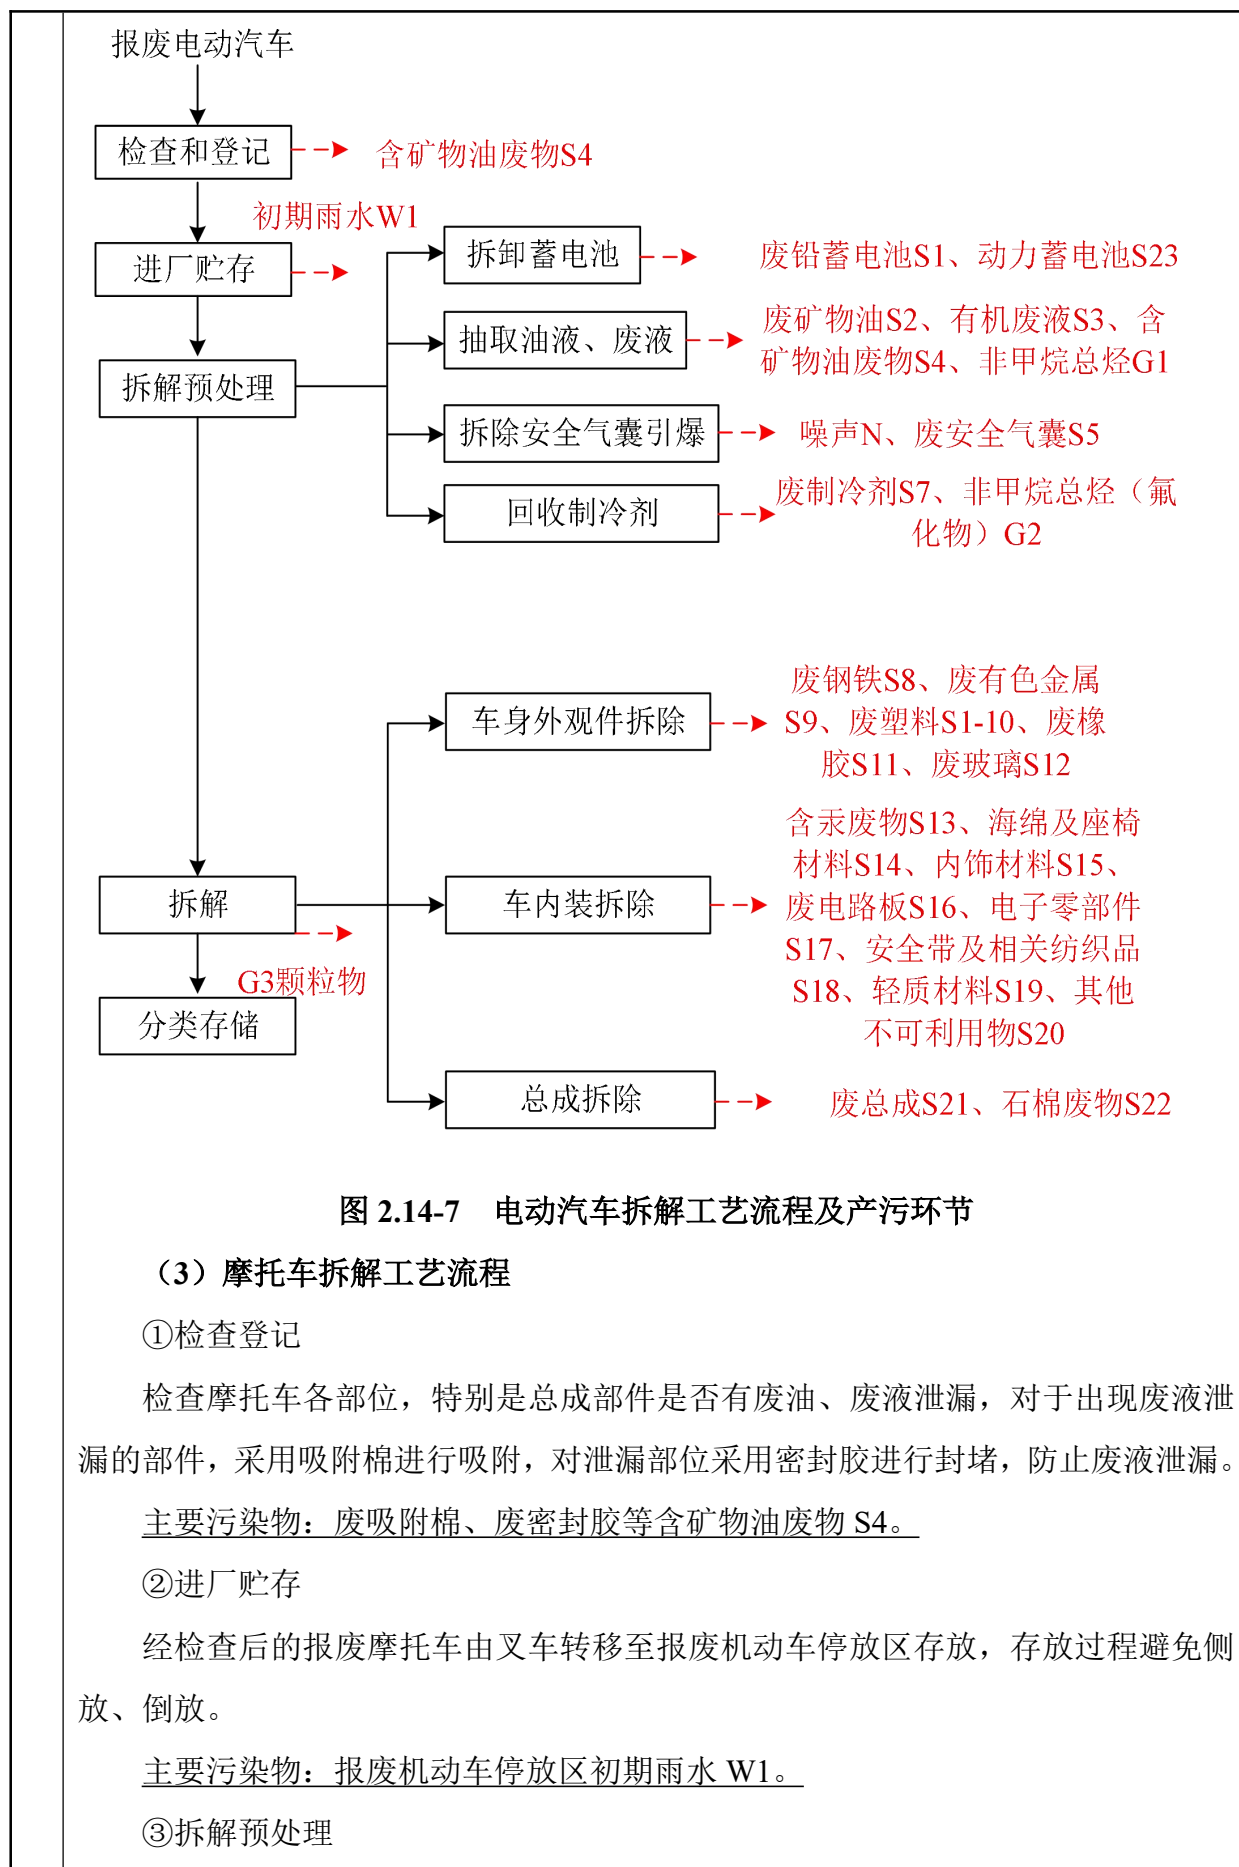 报废电动汽车
检查和登记
含矿物油废物S4
初期雨水W1
进厂贮存
拆卸蓄电池
废铅蓄电池S1、动力蓄电池S23
抽取油液、废液
废矿物油S2、有机废液S3、含
矿物油废物S4、非甲烷总烃G1
拆解预处理
拆除安全气囊引爆
噪声N、废安全气囊S5
回收制冷剂
废制冷剂S7、非甲烷总烃（氟
化物）G2
车身外观件拆除
废钢铁S8、废有色金属
S9、废塑料S1-10、废橡
胶S11、废玻璃S12
拆解
车内装拆除
含汞废物S13、海绵及座椅
材料S14、内饰材料S15、
废电路板S16、电子零部件
S17、安全带及相关纺织品
S18、轻质材料S19、其他
不可利用物S20
G3颗粒物
分类存储
总成拆除
废总成S21、石棉废物S22
图 2.14-7 电动汽车拆解工艺流程及产污环节
（3）摩托车拆解工艺流程
①检查登记
检查摩托车各部位，特别是总成部件是否有废油、废液泄漏，对于出现废液泄
漏的部件，采用吸附棉进行吸附，对泄漏部位采用密封胶进行封堵，防止废液泄漏。
主要污染物：废吸附棉、废密封胶等含矿物油废物 S4。
②进厂贮存
经检查后的报废摩托车由叉车转移至报废机动车停放区存放，存放过程避免侧
放、倒放。
主要污染物：报废机动车停放区初期雨水 W1。
③拆解预处理